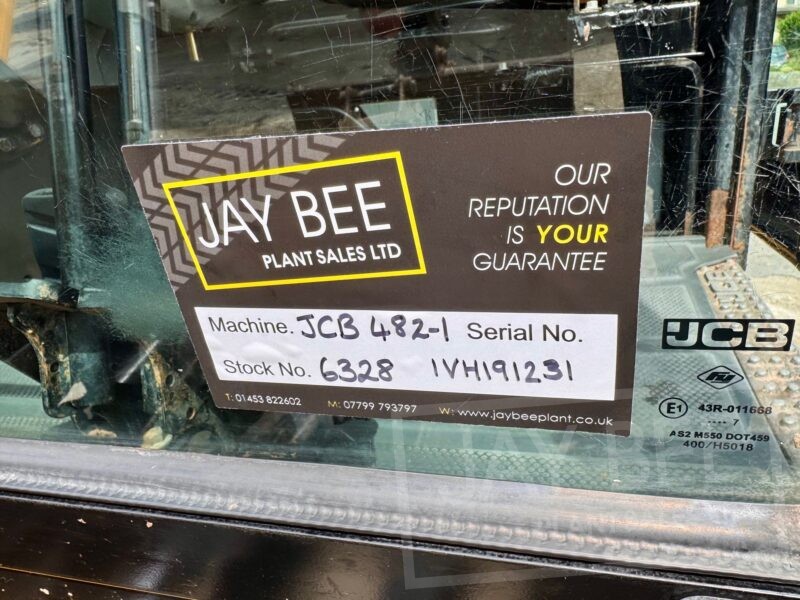 JAY BEE
PLANT SALES LTD
OUR
REPUTATION
IS YOUR
GUARANTEE
Machine. JCB 482-1 Serial No.
Stock No. 6328 1VH191231
T: 01453 822602 M: 07799 793797 W: www.jaybeeplant.co.uk
JCB
E1 43R-011668
.... 7
AS2 M550 DOT459
400/H5018